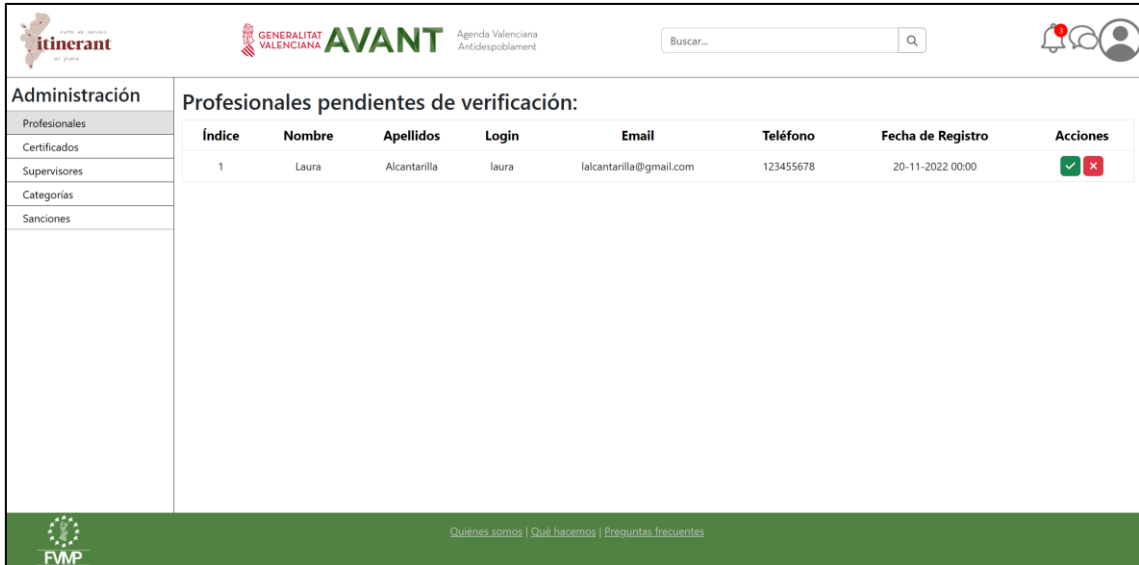 itinerant
GENERALITAT
VALENCIANA
AVANT
Agenda Valenciana
Antidespoblament
Buscar...
3
Administración
Profesionales
Certificados
Supervisores
Categorías
Sanciones
Profesionales pendientes de verificación:
Índice Nombre Apellidos Login Email Teléfono Fecha de Registro Acciones
1 Laura Alcantarilla laura lalcantarilla@gmail.com 123455678 20-11-2022 00:00
Quiénes somos | Qué hacemos | Preguntas frecuentes
FVMP